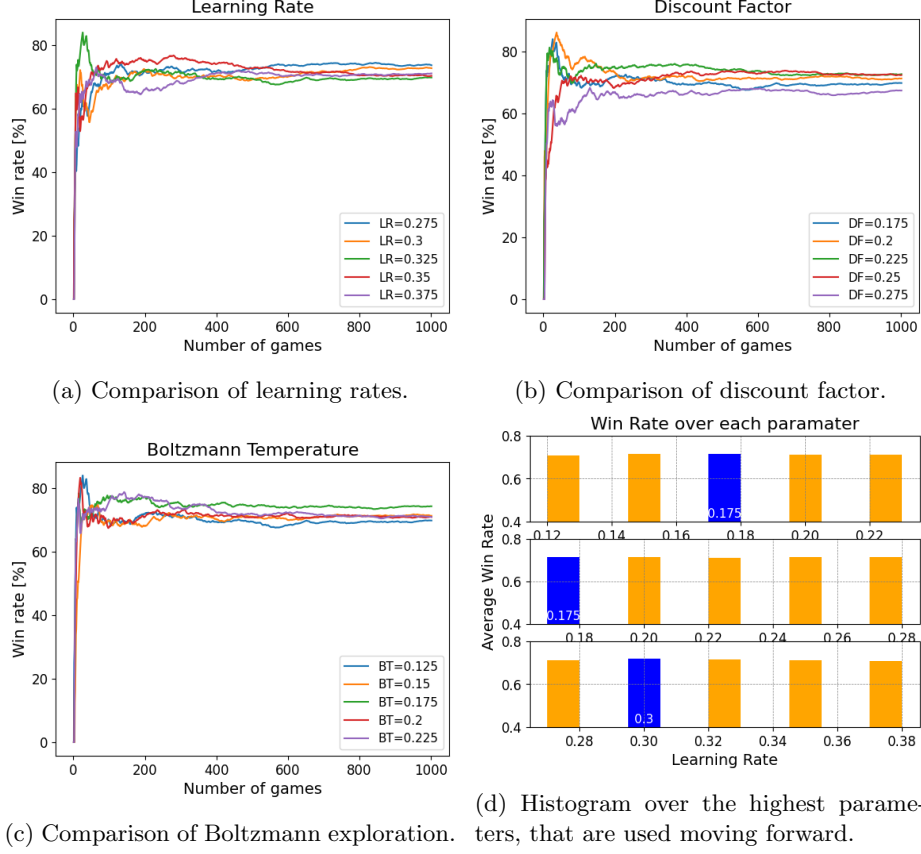 Learning Rate
Win rate [%]
80
60
40
20
0
LR=0.275
LR=0.3
LR=0.325
LR=0.35
LR=0.375
0 200 400 600 800 1000
Number of games
(a) Comparison of learning rates.
Discount Factor
Win rate [%]
80
60
40
20
0
DF=0.175
DF=0.2
DF=0.225
DF=0.25
DF=0.275
0 200 400 600 800 1000
Number of games
(b) Comparison of discount factor.
Boltzmann Temperature
Win rate [%]
80
60
40
20
0
BT=0.125
BT=0.15
BT=0.175
BT=0.2
BT=0.225
0 200 400 600 800 1000
Number of games
(c) Comparison of Boltzmann exploration.
Win Rate over each paramater
Average Win Rate
0.8
0.6
0.4
0.175
0.12 0.14 0.16 0.18 0.20 0.22
0.8
0.6
0.4
0.175
0.18 0.20 0.22 0.24 0.26 0.28
0.8
0.6
0.4
0.3
0.28 0.30 0.32 0.34 0.36 0.38
Learning Rate
(d) Histogram over the highest parame-
ters, that are used moving forward.